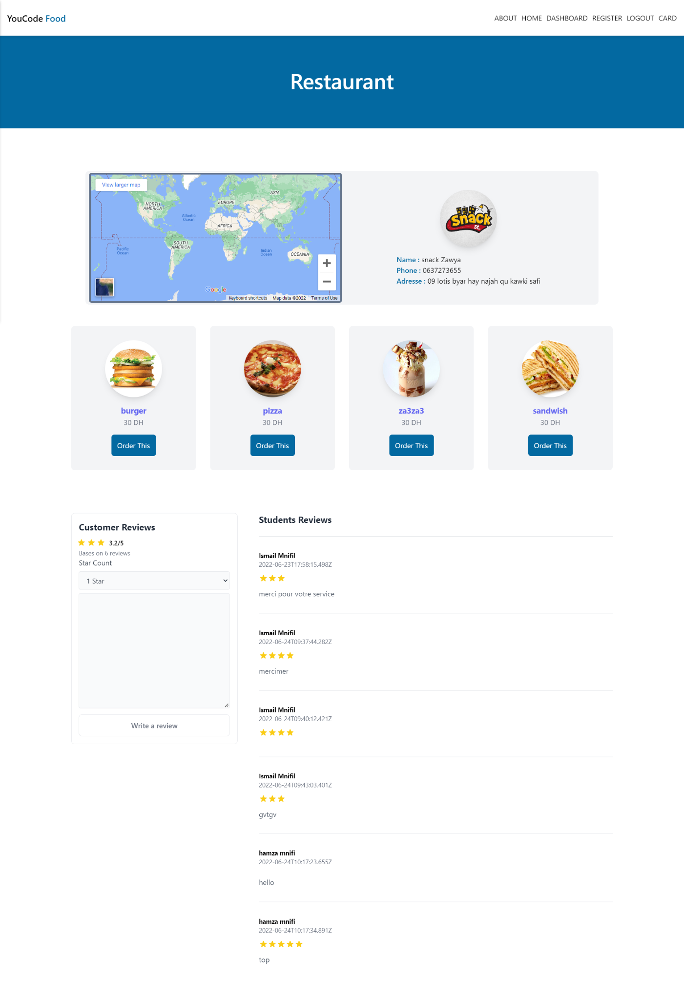 YouCode Food
ABOUT HOME DASHBOARD REGISTER LOGOUT CARD
Restaurant
View larger map
NORTH AMERICA
Atlantic Ocean
EUROPE
ASIA
AFRICA
SOUTH AMERICA
Pacific Ocean
Indian Ocean
OCEANIA
Google
Keyboard shortcuts Map data ©2022 Terms of Use
snack st.
Name : snack Zawya
Phone : 0637273655
Adresse : 09 lotis byar hay najah qu kawki safi
burger
30 DH
Order This
pizza
30 DH
Order This
za3za3
30 DH
Order This
sandwish
30 DH
Order This
Customer Reviews
3.2/5
Bases on 6 reviews
Star Count
1 Star
Write a review
Students Reviews
Ismail Mnifil
2022-06-23T17:58:15.498Z
merci pour votre service
Ismail Mnifil
2022-06-24T09:37:44.282Z
mercimer
Ismail Mnifil
2022-06-24T09:40:12.421Z
Ismail Mnifil
2022-06-24T09:43:03.401Z
gvtgv
hamza mnifi
2022-06-24T10:17:23.655Z
hello
hamza mnifi
2022-06-24T10:17:34.891Z
top